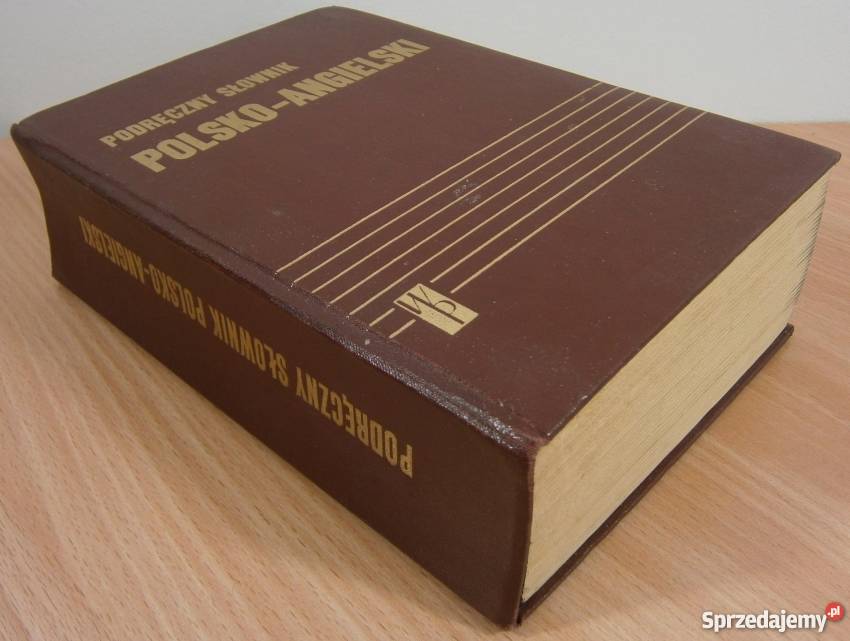 PODRĘCZNY SŁOWNIK
POLSKO-ANGIELSKI
WP
PODRĘCZNY SŁOWNIK POLSKO-ANGIELSKI
Sprzedajemy.pl